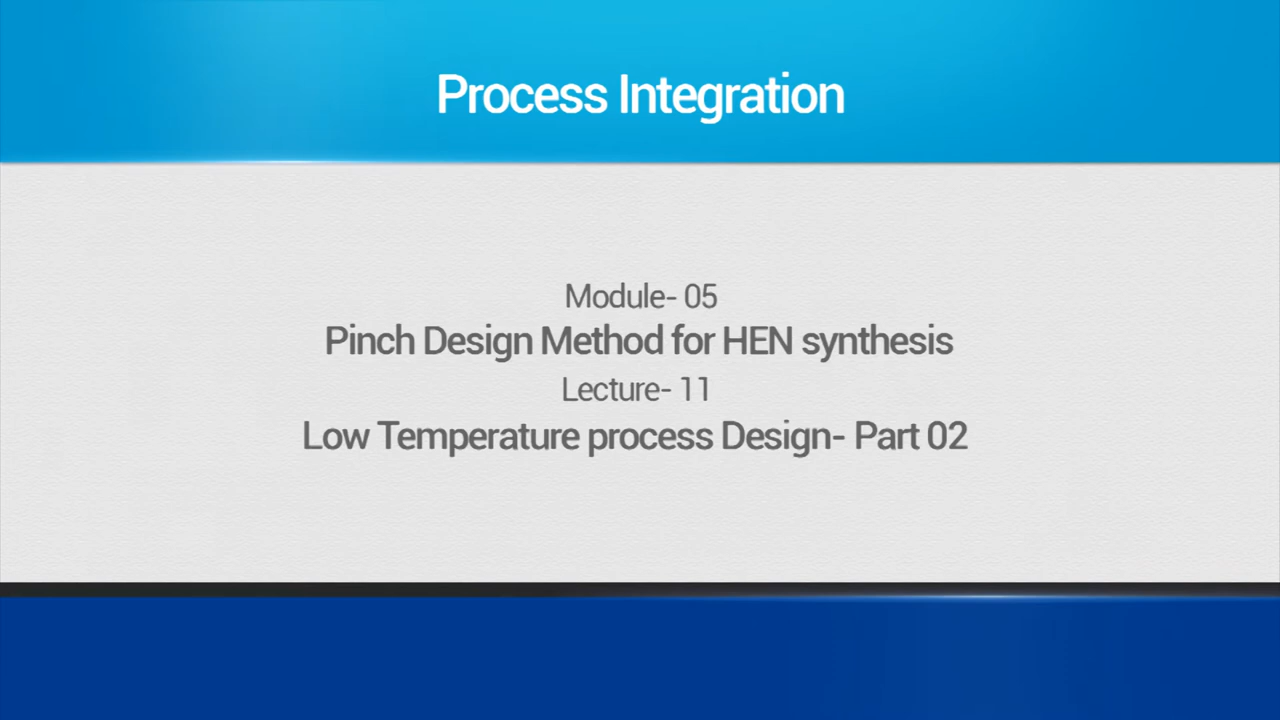 Process Integration
Module- 05
Pinch Design Method for HEN synthesis
Lecture- 11
Low Temperature process Design- Part 02